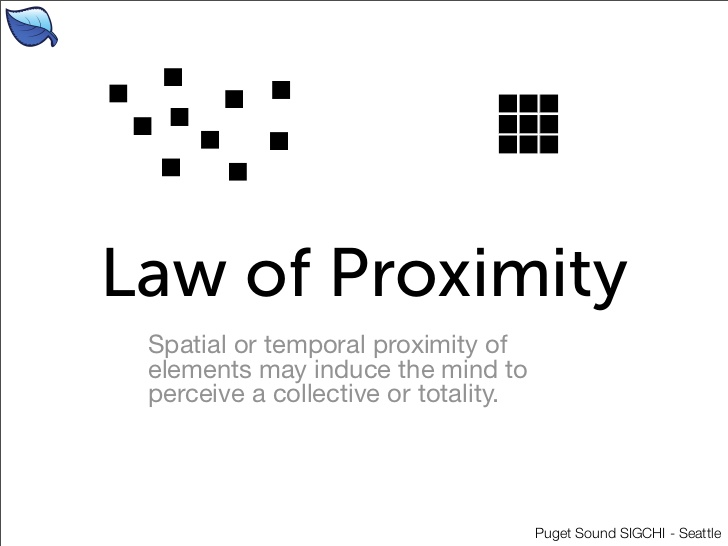 Law of Proximity
Spatial or temporal proximity of
elements may induce the mind to
perceive a collective or totality.
Puget Sound SIGCHI - Seattle